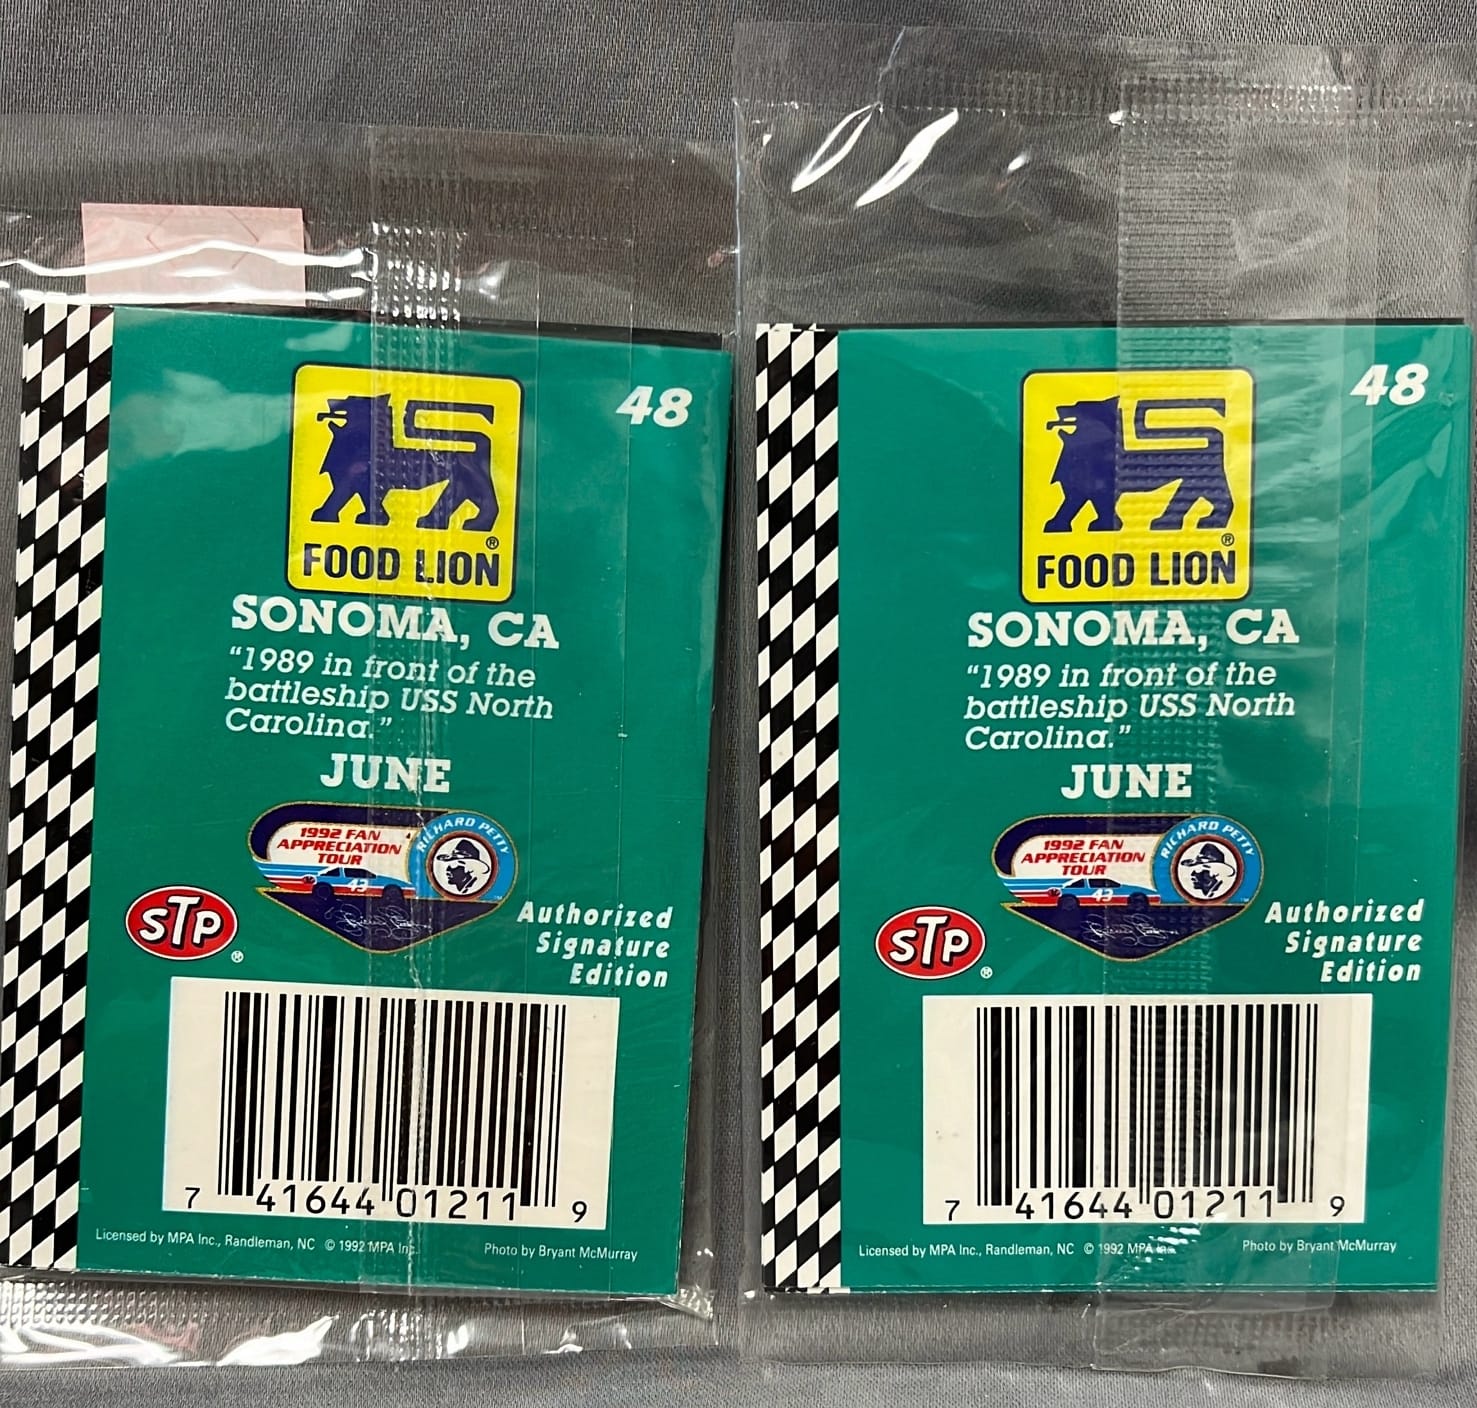 48
FOOD LION®
SONOMA, CA
“1989 in front of the
battleship USS North
Carolina.”
JUNE
1992 FAN
APPRECIATION
TOUR
RICHARD PETTY
43
STP®
Authorized
Signature
Edition
7 41644 01211 9
Licensed by MPA Inc., Randleman, NC © 1992 MPA Inc.
Photo by Bryant McMurray
48
FOOD LION®
SONOMA, CA
“1989 in front of the
battleship USS North
Carolina.”
JUNE
1992 FAN
APPRECIATION
TOUR
RICHARD PETTY
43
STP®
Authorized
Signature
Edition
7 41644 01211 9
Licensed by MPA Inc., Randleman, NC © 1992 MPA Inc.
Photo by Bryant McMurray